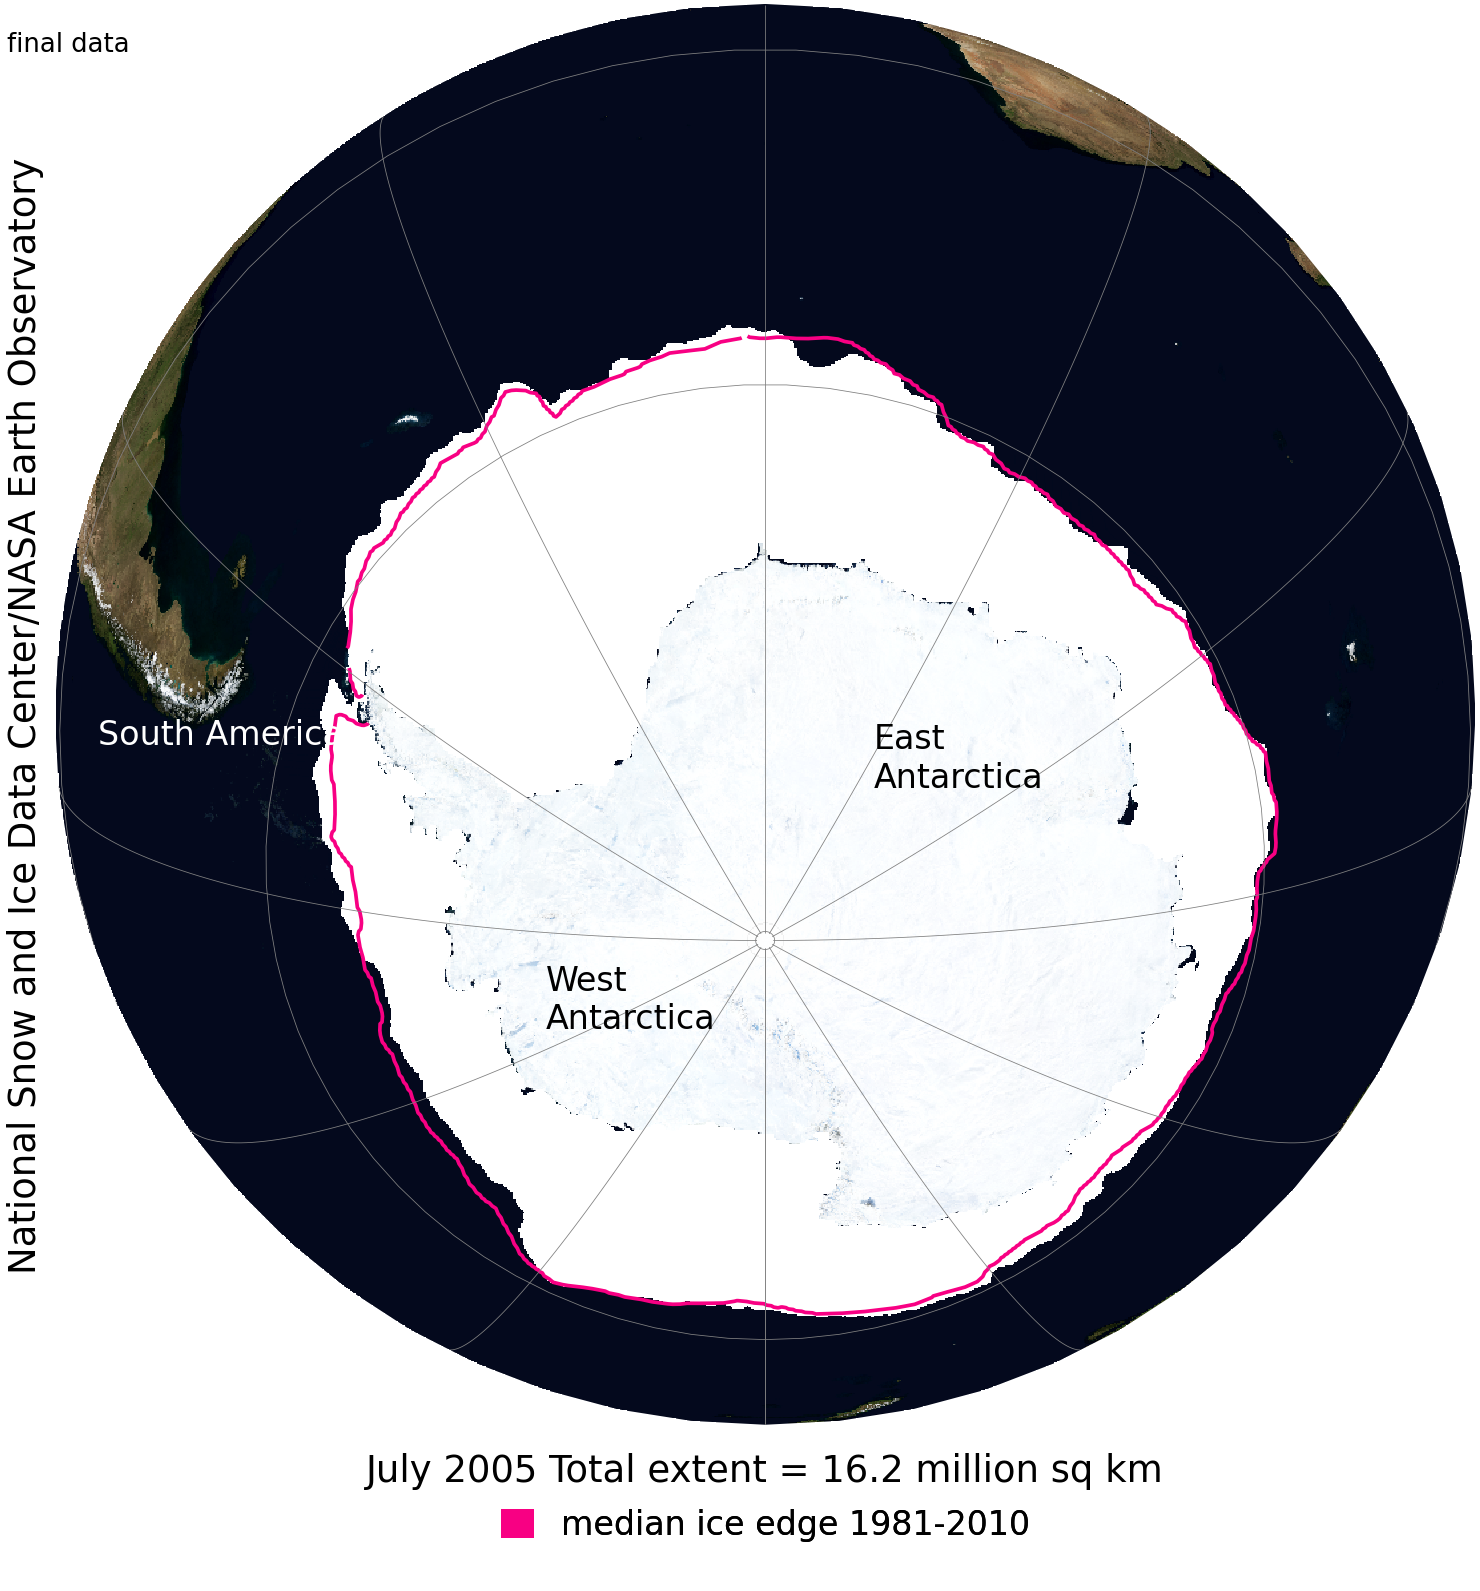 final data
National Snow and Ice Data Center/NASA Earth Observatory
South America
East
Antarctica
West
Antarctica
July 2005 Total extent = 16.2 million sq km
median ice edge 1981-2010